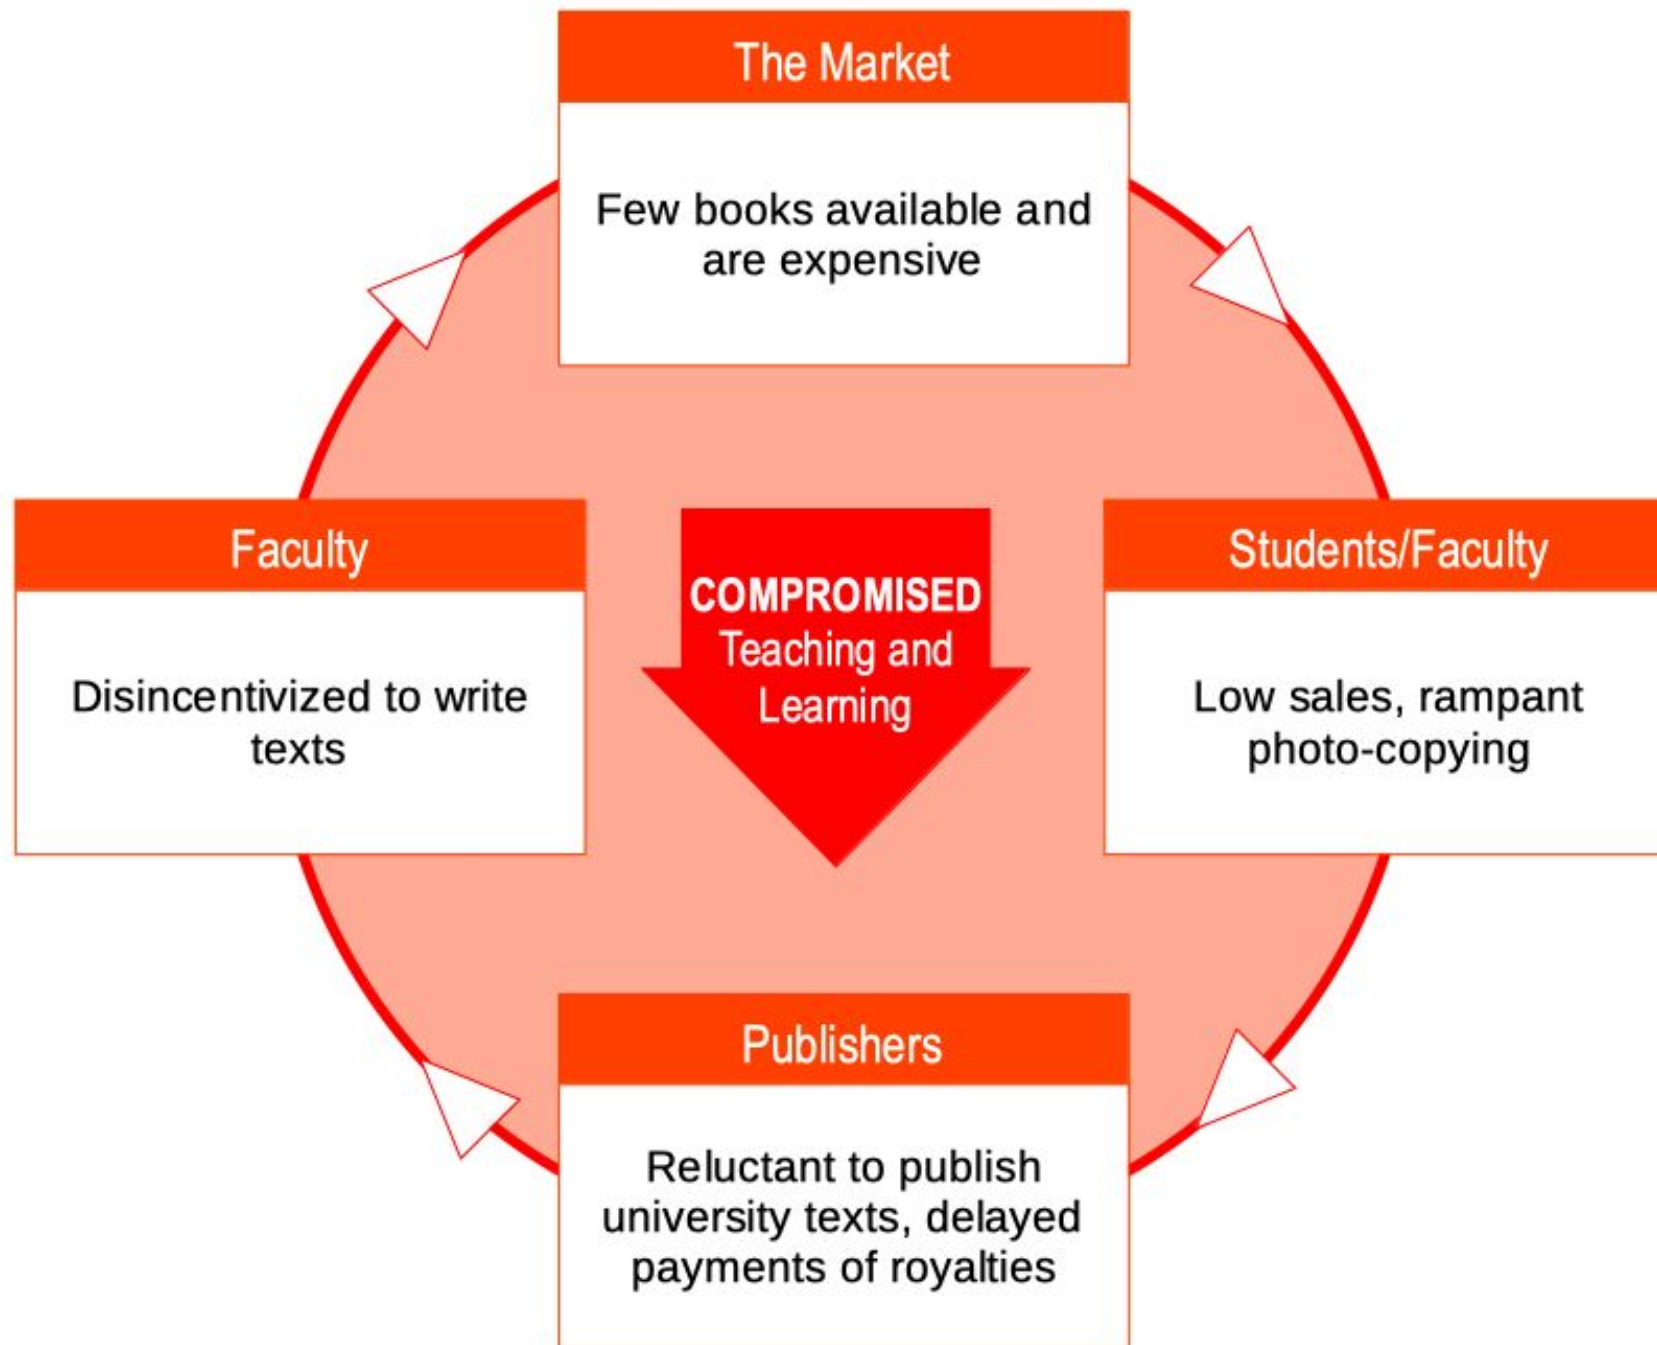 The Market
Few books available and
are expensive
Faculty
Disincentivized to write
texts
COMPROMISED
Teaching and
Learning
Students/Faculty
Low sales, rampant
photo-copying
Publishers
Reluctant to publish
university texts, delayed
payments of royalties